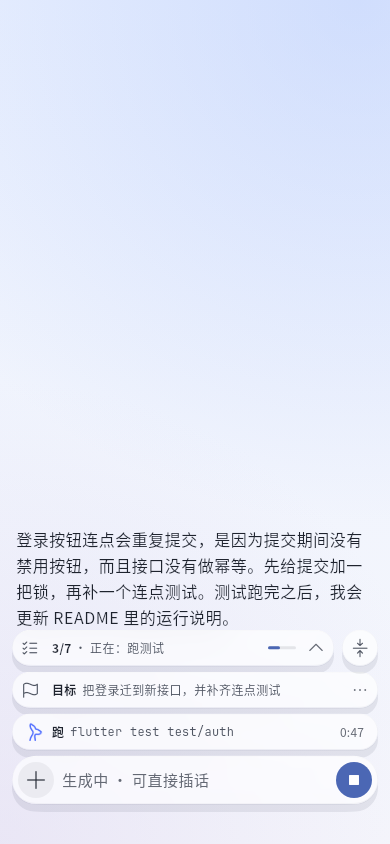 登录按钮连点会重复提交，是因为提交期间没有
禁用按钮，而且接口没有做幂等。先给提交加一
把锁，再补一个连点测试。测试跑完之后，我会
更新 README 里的运行说明。
3/7 · 正在：跑测试
目标 把登录迁到新接口，并补齐连点测试
跑 flutter test test/auth 0:47
生成中 · 可直接插话